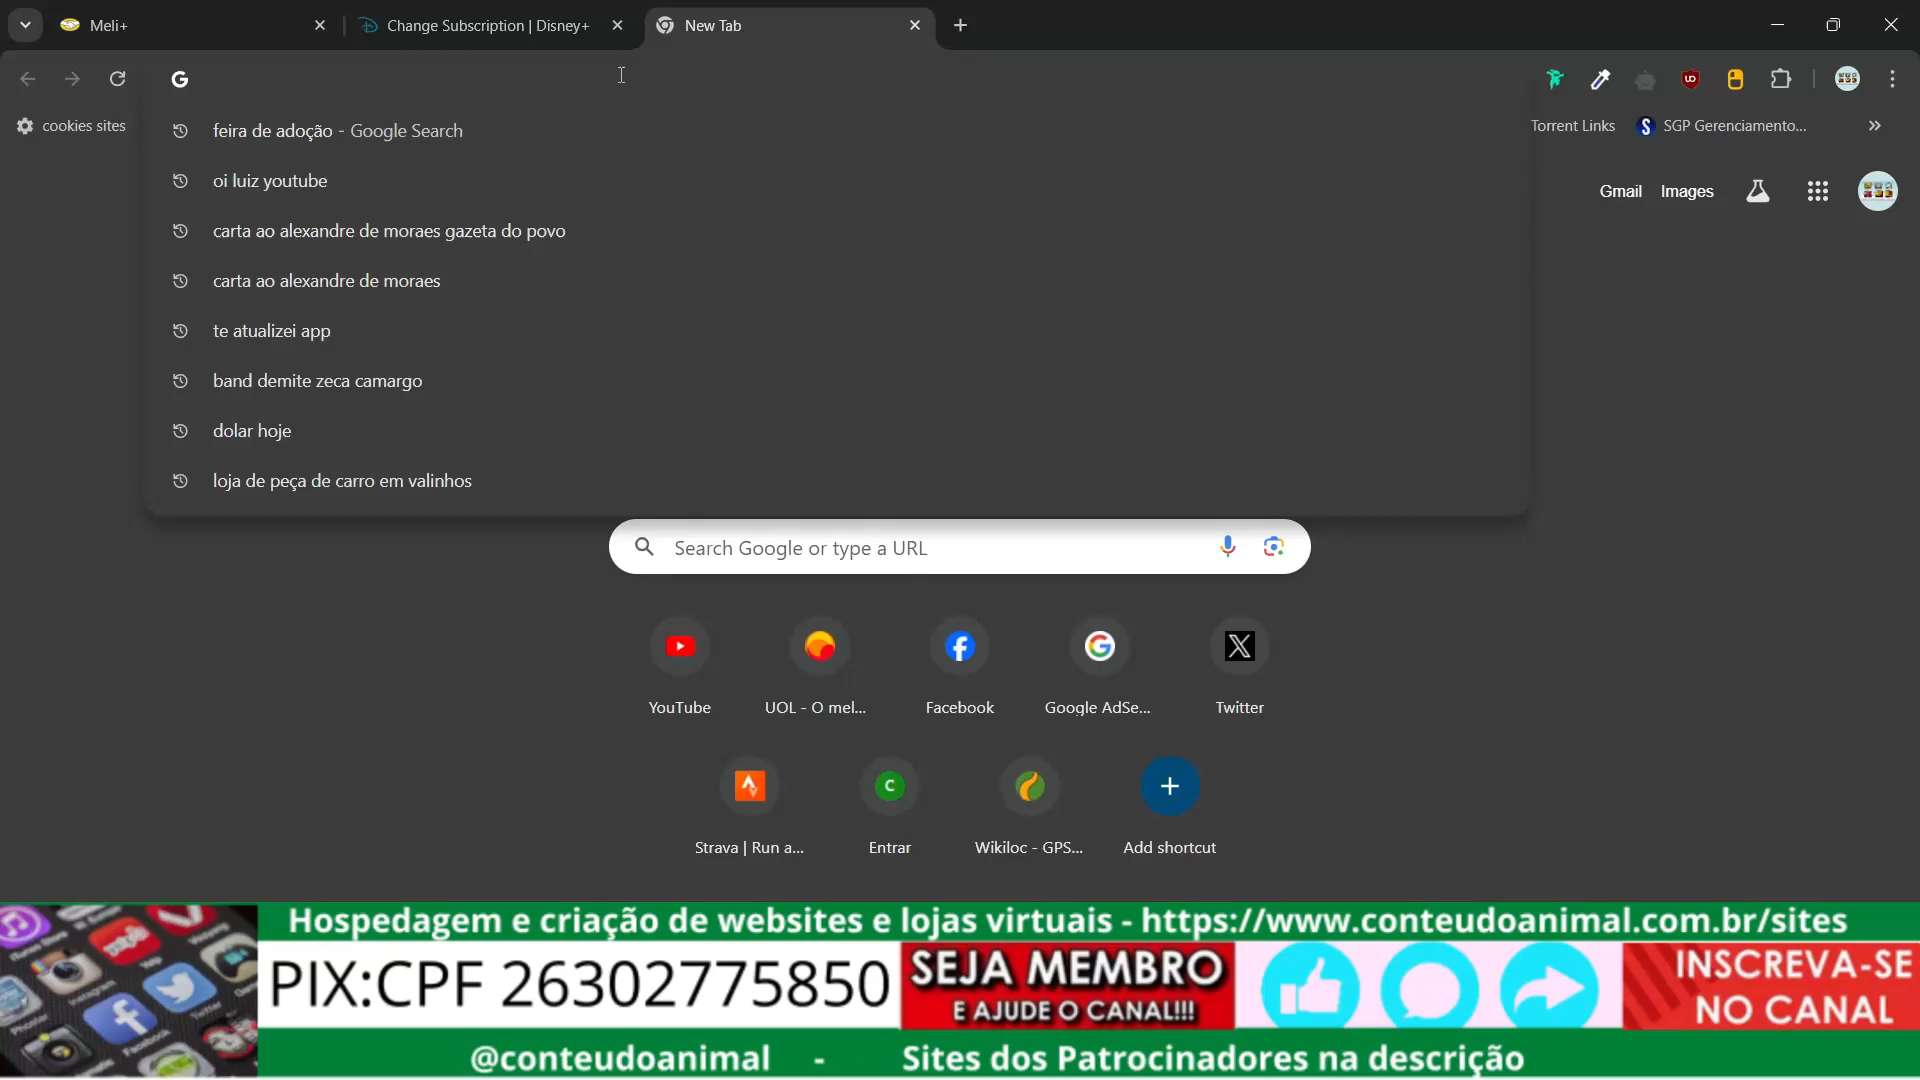 Meli+
Change Subscription | Disney+
New Tab
cookies sites
Torrent Links
SGP Gerenciamento...
feira de adoção - Google Search
oi luiz youtube
carta ao alexandre de moraes gazeta do povo
carta ao alexandre de moraes
te atualizei app
band demite zeca camargo
dolar hoje
loja de peça de carro em valinhos
Gmail Images
Search Google or type a URL
YouTube
UOL - O mel...
Facebook
Google AdSe...
Twitter
Strava | Run a...
Entrar
Wikiloc - GPS...
Add shortcut
Hospedagem e criação de websites e lojas virtuais - https://www.conteudoanimal.com.br/sites
PIX:CPF 26302775850
SEJA MEMBRO
E AJUDE O CANAL!!!
INSCREVA-SE
NO CANAL
@conteudoanimal - Sites dos Patrocinadores na descrição